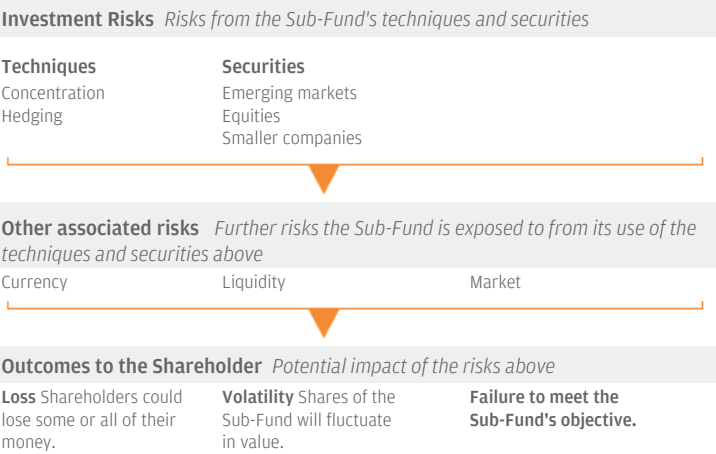 Investment Risks Risks from the Sub-Fund's techniques and securities
Techniques
Concentration
Hedging
Securities
Emerging markets
Equities
Smaller companies
Other associated risks Further risks the Sub-Fund is exposed to from its use of the
techniques and securities above
Currency
Liquidity
Market
Outcomes to the Shareholder Potential impact of the risks above
Loss Shareholders could
lose some or all of their
money.
Volatility Shares of the
Sub-Fund will fluctuate
in value.
Failure to meet the
Sub-Fund's objective.